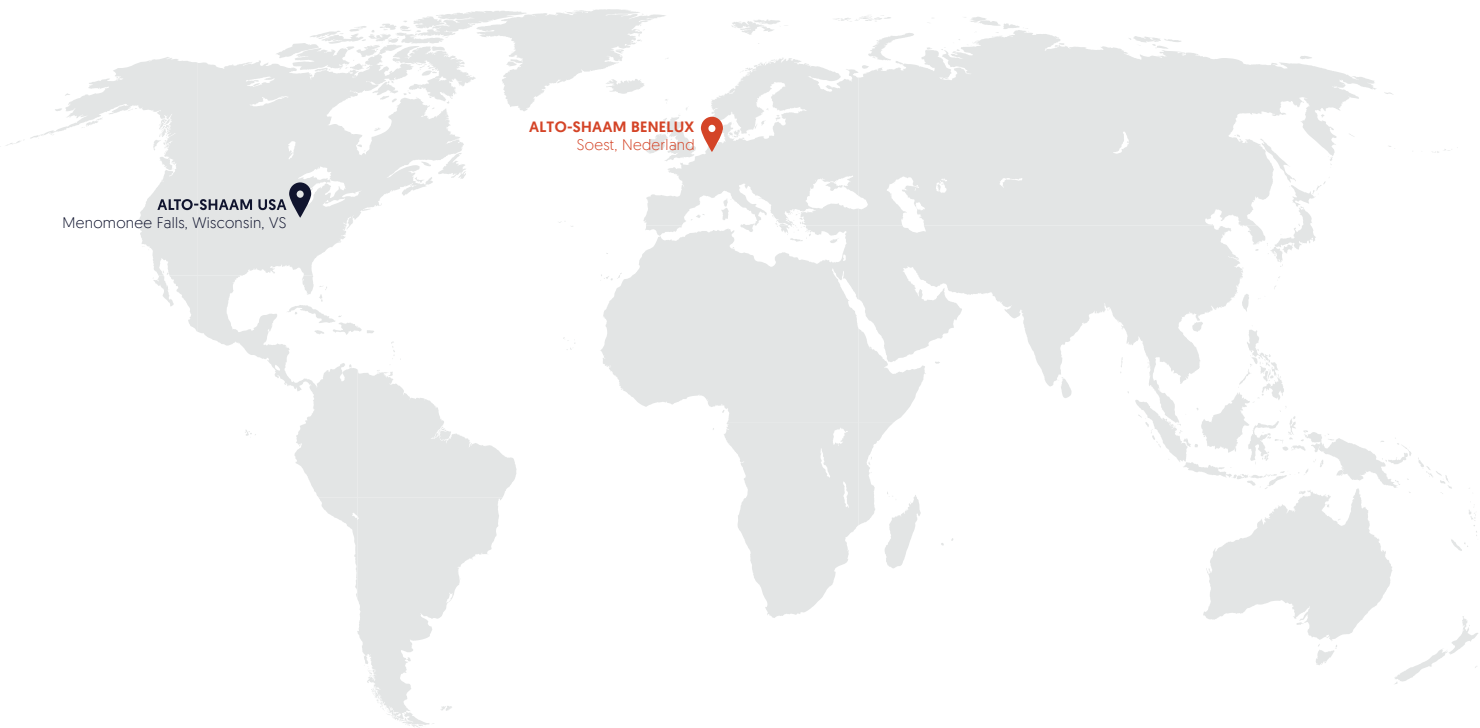 ALTO-SHAAM BENELUX
Soest, Nederland
ALTO-SHAAM USA
Menomonee Falls, Wisconsin, VS